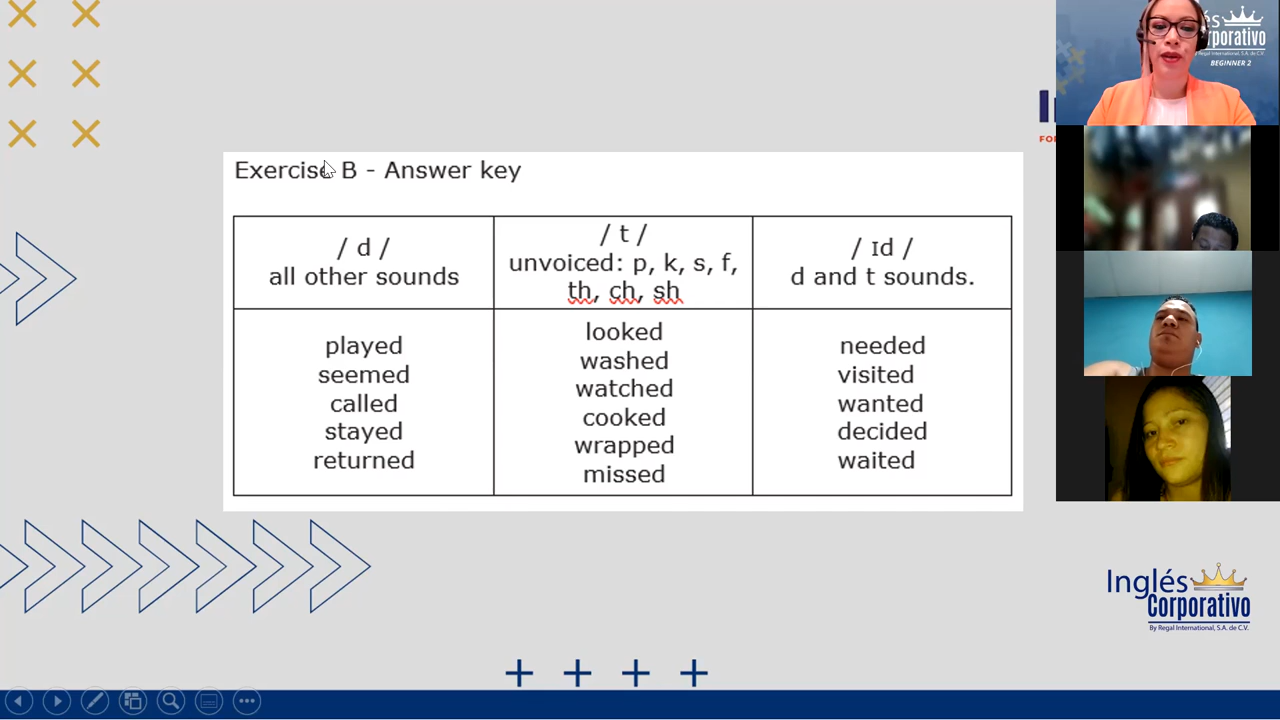 Exercise B - Answer key
/ d /
all other sounds
/ t /
unvoiced: p, k, s, f,
th, ch, sh
/ ɪd /
d and t sounds.
played
seemed
called
stayed
returned
looked
washed
watched
cooked
wrapped
missed
needed
visited
wanted
decided
waited
BEGINNER 2
Inglés
Corporativo
By Regal International, S.A. de C.V.